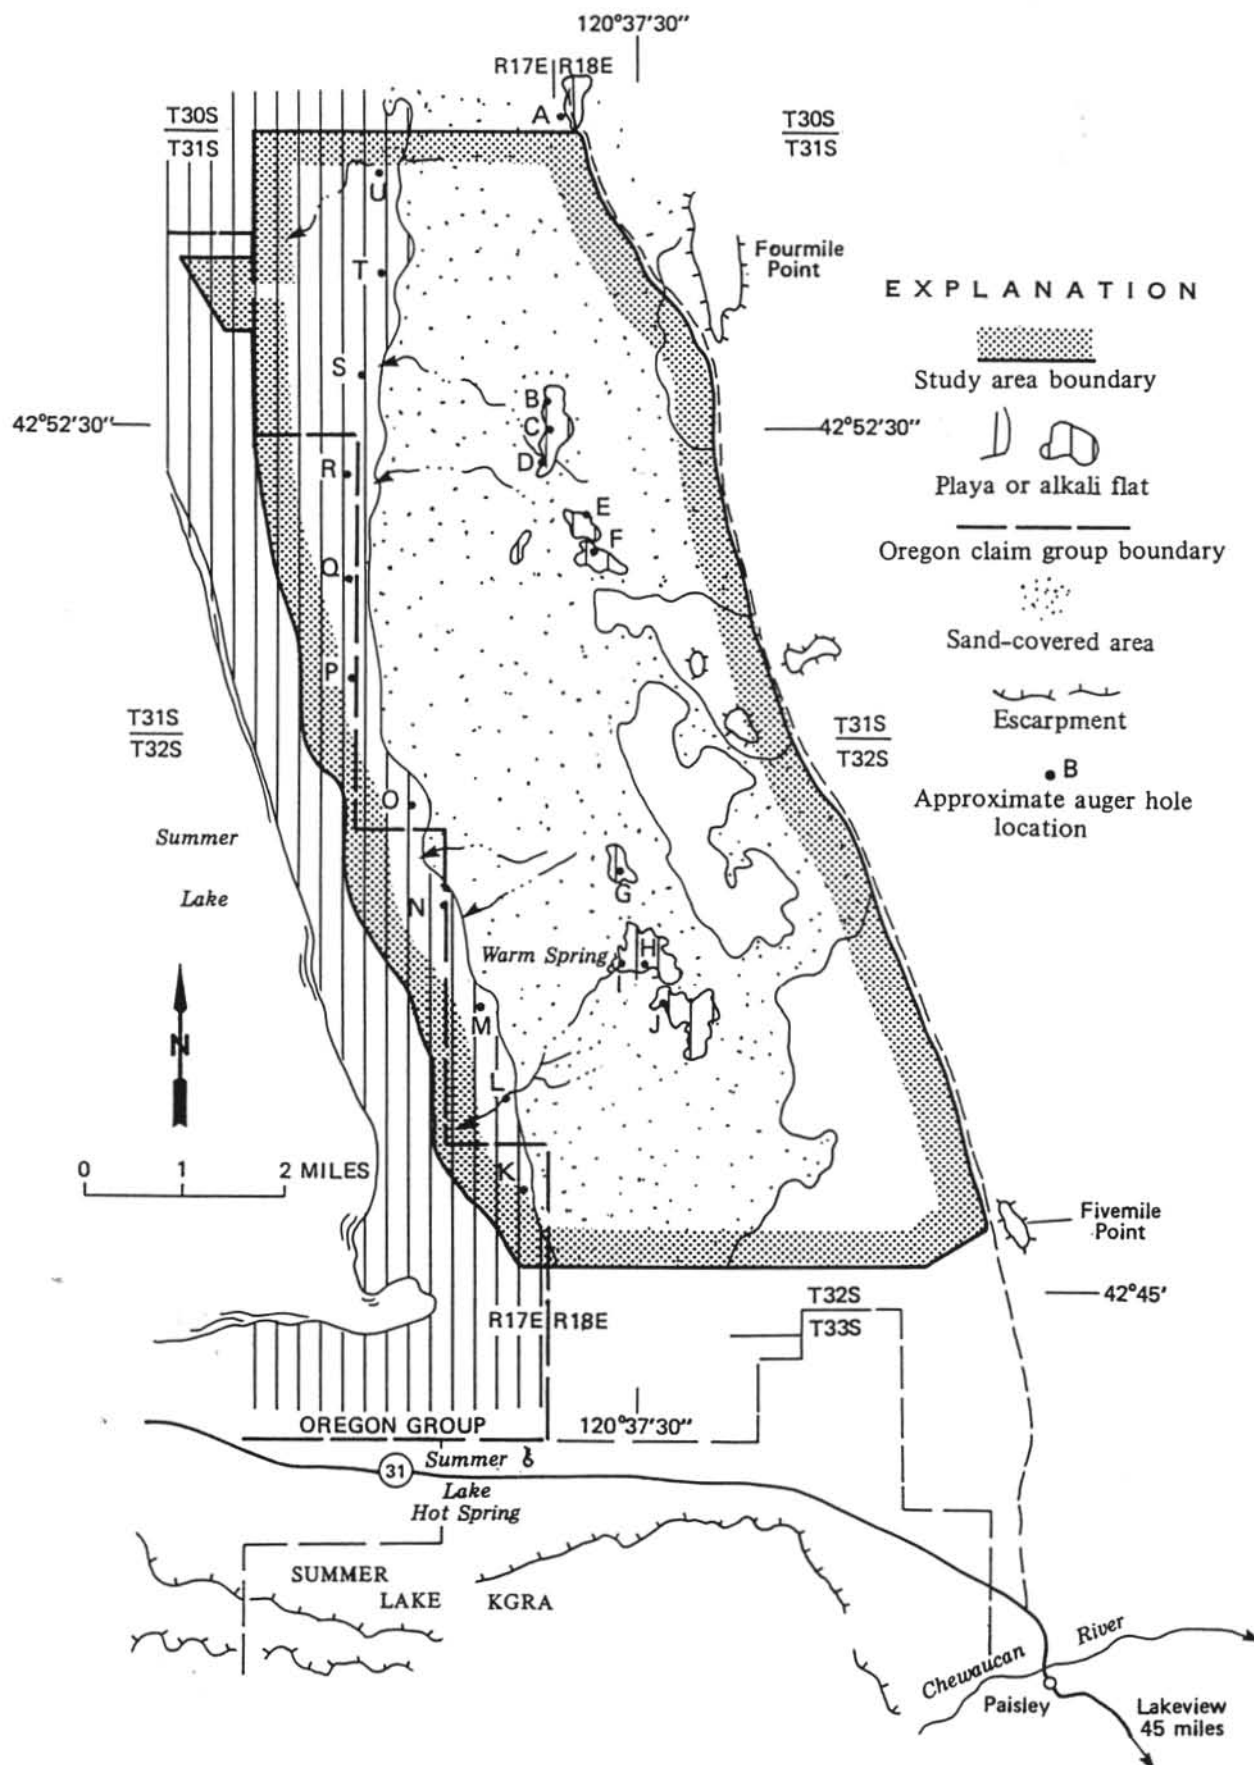 120°37'30"
R17E R18E
A
T30S
T31S
T30S
T31S
U
Fourmile
Point
T
EXPLANATION
Study area boundary
S
B
C
D
42°52'30"
42°52'30"
Playa or alkali flat
R
E
F
Oregon claim group boundary
Q
Sand-covered area
P
Escarpment
T31S
T32S
T31S
T32S
B
Approximate auger hole
location
O
Summer
Lake
G
N
Warm Spring
H
I
J
M
N
L
0 1 2 MILES
K
Fivemile
Point
42°45'
T32S
T33S
R17E R18E
OREGON GROUP
120°37'30"
31
Summer
Lake
Hot Spring
SUMMER
LAKE KGRA
Chewaucan River
Paisley
Lakeview
45 miles